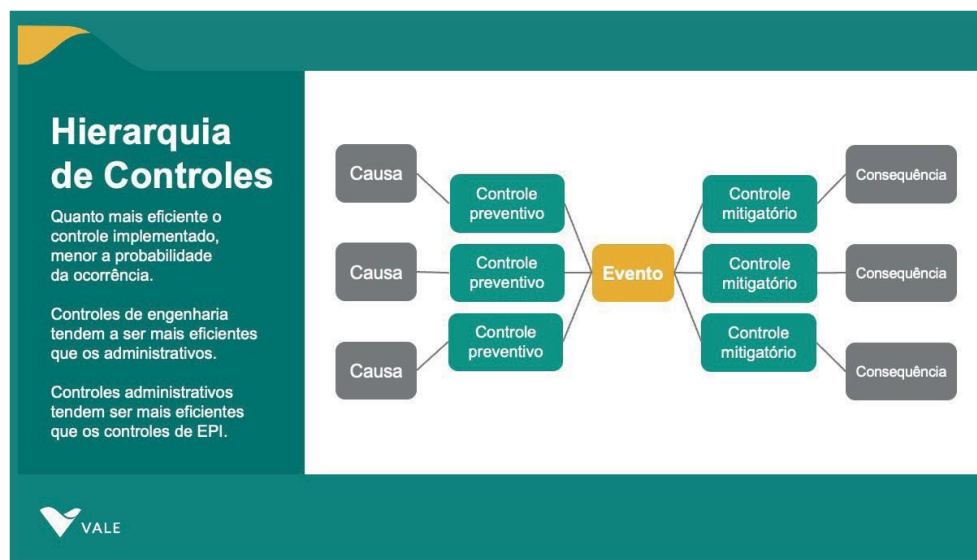 Hierarquia
de Controles
Quanto mais eficiente o
controle implementado,
menor a probabilidade
da ocorrência.
Controles de engenharia
tendem a ser mais eficientes
que os administrativos.
Controles administrativos
tendem ser mais eficientes
que os controles de EPI.
Causa
Causa
Causa
Controle
preventivo
Controle
preventivo
Controle
preventivo
Evento
Controle
mitigatório
Controle
mitigatório
Controle
mitigatório
Consequência
Consequência
Consequência
VALE